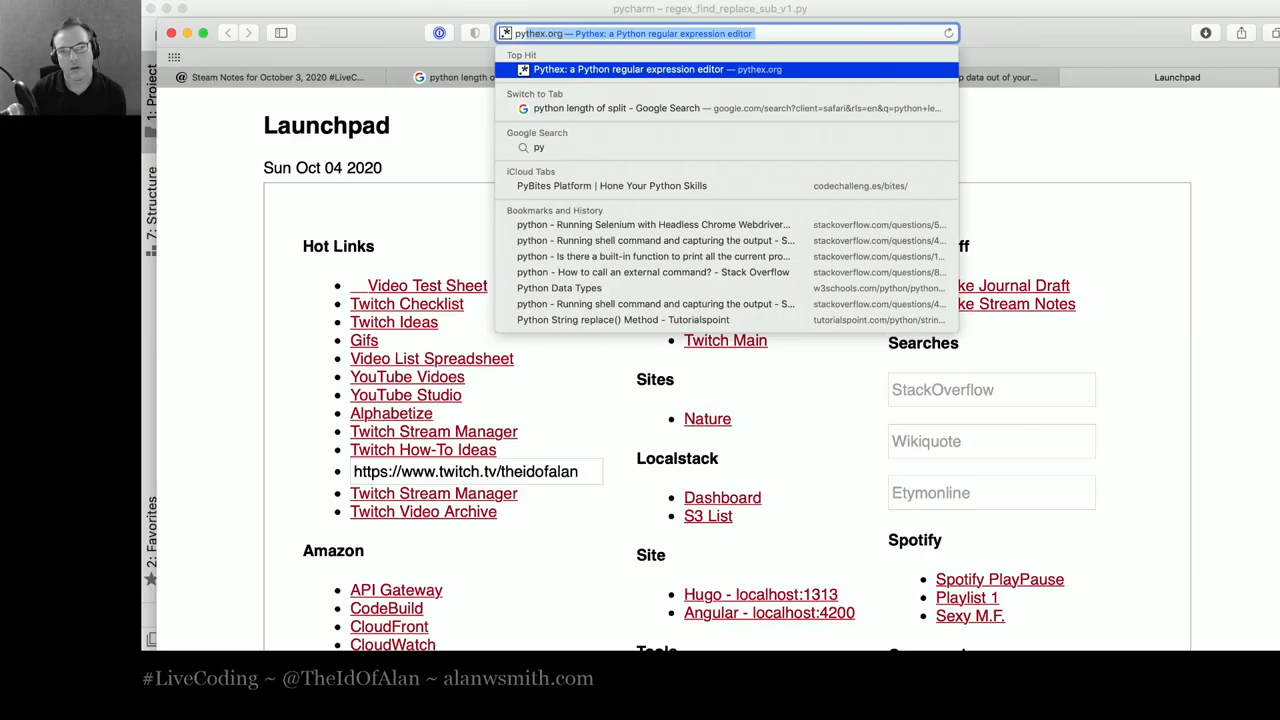 pycharm – regex_find_replace_sub_v1.py
pythex.org — Pythex: a Python regular expression editor
Top Hit
Pythex: a Python regular expression editor — pythex.org
Switch to Tab
python length of split - Google Search — google.com/search?client=safari&rls=en&q=python+le...
Google Search
py
iCloud Tabs
PyBites Platform | Hone Your Python Skills codechalleng.es/bites/
Bookmarks and History
python - Running Selenium with Headless Chrome Webdriver... stackoverflow.com/questions/5...
python - Running shell command and capturing the output - S... stackoverflow.com/questions/4...
python - Is there a built-in function to print all the current pro... stackoverflow.com/questions/1...
python - How to call an external command? - Stack Overflow stackoverflow.com/questions/8...
Python Data Types w3schools.com/python/python...
python - Running shell command and capturing the output - S... stackoverflow.com/questions/4...
Python String replace() Method - Tutorialspoint tutorialspoint.com/python/strin...
@ Steam Notes for October 3, 2020 #LiveC...
python length o
p data out of your...
Launchpad
1: Project
7: Structure
2: Favorites
Launchpad
Sun Oct 04 2020
Hot Links
Video Test Sheet
Twitch Checklist
Twitch Ideas
Gifs
Video List Spreadsheet
YouTube Vidoes
YouTube Studio
Alphabetize
Twitch Stream Manager
Twitch How-To Ideas
https://www.twitch.tv/theidofalan
Twitch Stream Manager
Twitch Video Archive
Amazon
API Gateway
CodeBuild
CloudFront
CloudWatch
Twitch Main
Sites
Nature
Localstack
Dashboard
S3 List
Site
Hugo - localhost:1313
Angular - localhost:4200
Tools
ff
ke Journal Draft
ke Stream Notes
Searches
StackOverflow
Wikiquote
Etymonline
Spotify
Spotify PlayPause
Playlist 1
Sexy M.F.
#LiveCoding ~ @TheIdOfAlan ~ alanwsmith.com